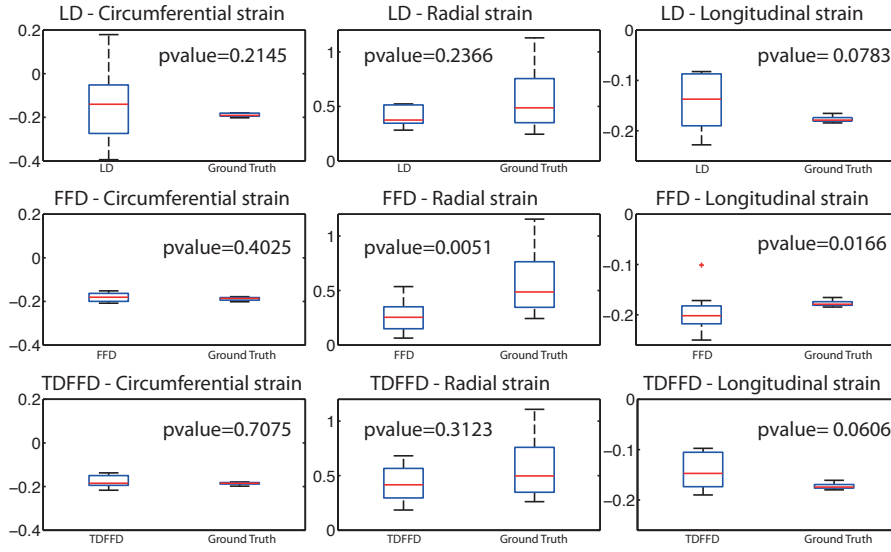 LD - Circumferential strain
LD - Radial strain
LD - Longitudinal strain
0.2
0
−0.2
−0.4
pvalue=0.2145
LD
Ground Truth
1
0.5
0
pvalue=0.2366
LD
Ground Truth
0
−0.1
−0.2
pvalue= 0.0783
LD
Ground Truth
FFD - Circumferential strain
FFD - Radial strain
FFD - Longitudinal strain
0.2
0
−0.2
−0.4
pvalue=0.4025
FFD
Ground Truth
1
0.5
0
pvalue=0.0051
FFD
Ground Truth
0
−0.1
−0.2
pvalue=0.0166
FFD
Ground Truth
TDFFD - Circumferential strain
TDFFD - Radial strain
TDFFD - Longitudinal strain
0.2
0
−0.2
−0.4
pvalue=0.7075
TDFFD
Ground Truth
1
0.5
0
pvalue=0.3123
TDFFD
Ground Truth
0
−0.1
−0.2
pvalue= 0.0606
TDFFD
Ground Truth